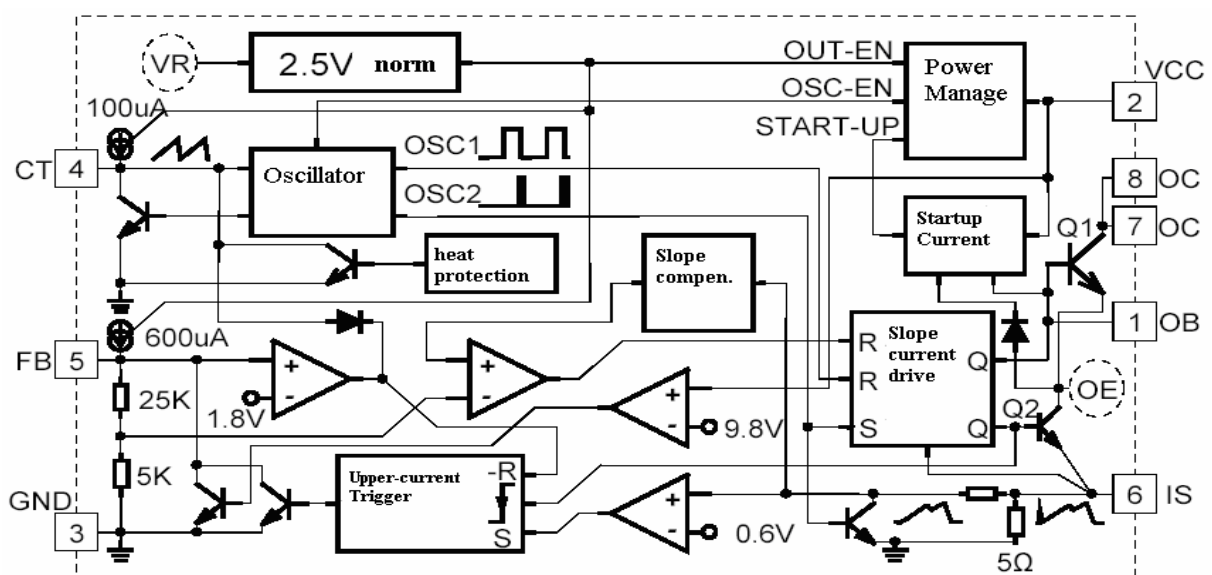 VR
2.5V norm
OUT-EN
OSC-EN
START-UP
Power
Manage
VCC
2
100uA
CT
4
Oscillator
OSC1
OSC2
8
OC
7
OC
Q1
Startup
Current
heat
protection
Slope
compen.
600uA
FB
5
25K
1.8V
+
-
+
-
+
-
9.8V
R
R
S
Slope
current
drive
Q
Q
1
OB
OE
Q2
5K
GND
3
Upper-current
Trigger
-R
S
+
-
0.6V
5Ω
6
IS